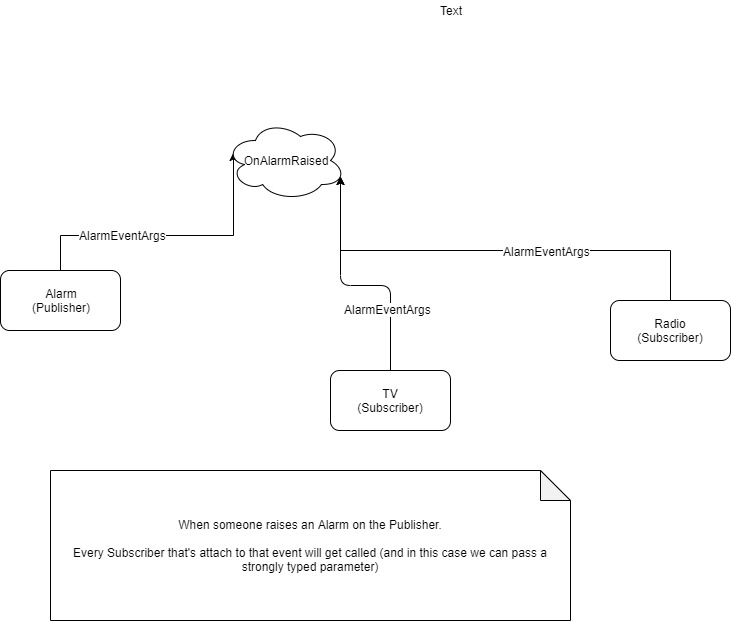 Text
OnAlarmRaised
AlarmEventArgs
AlarmEventArgs
Alarm
(Publisher)
AlarmEventArgs
Radio
(Subscriber)
TV
(Subscriber)
When someone raises an Alarm on the Publisher.
Every Subscriber that's attach to that event will get called (and in this case we can pass a
strongly typed parameter)